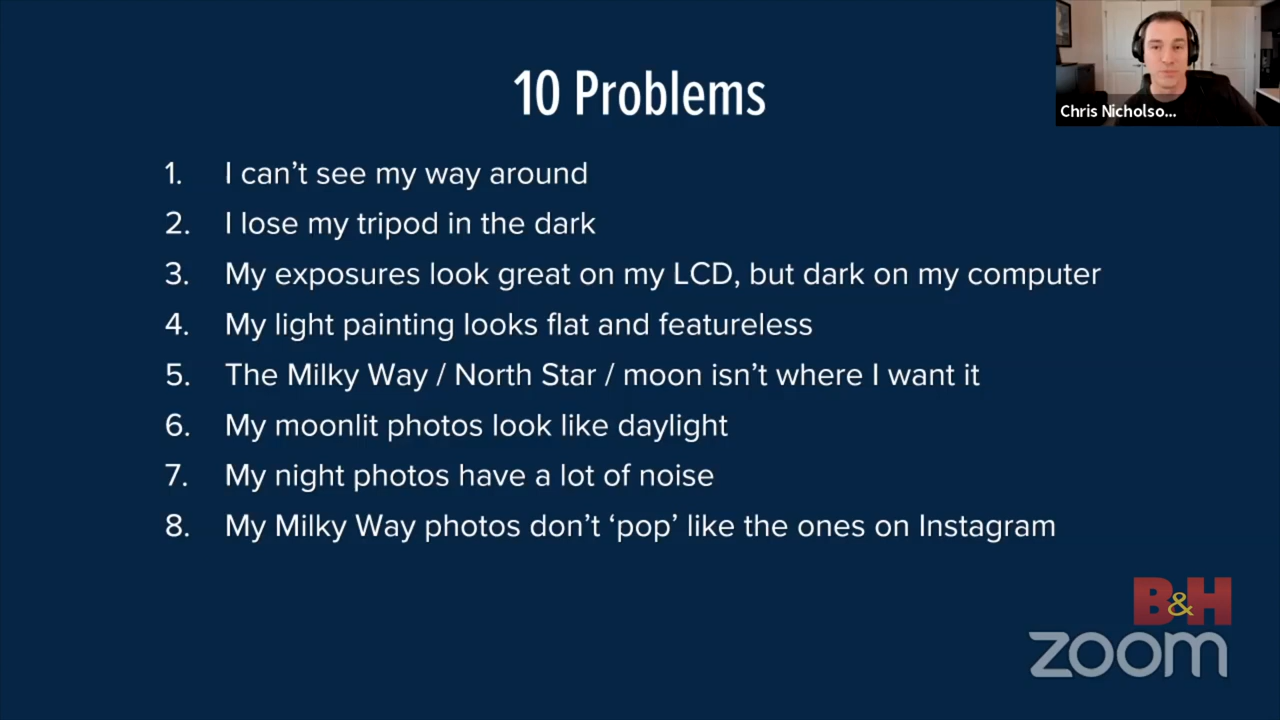 10 Problems
Chris Nicholso...
1. I can’t see my way around
2. I lose my tripod in the dark
3. My exposures look great on my LCD, but dark on my computer
4. My light painting looks flat and featureless
5. The Milky Way / North Star / moon isn’t where I want it
6. My moonlit photos look like daylight
7. My night photos have a lot of noise
8. My Milky Way photos don’t ‘pop’ like the ones on Instagram
B&H
zoom